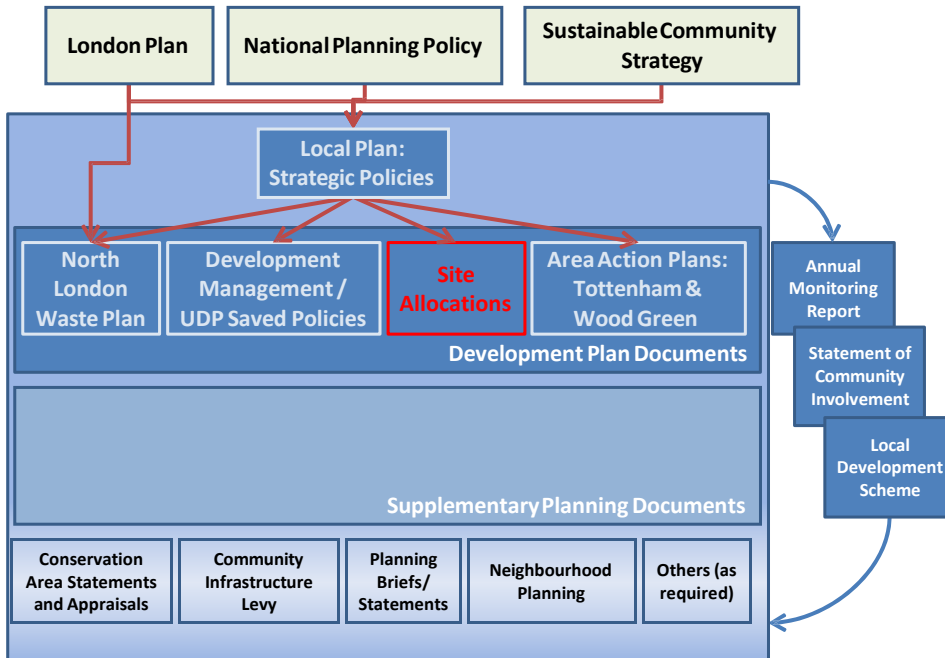 London Plan
National Planning Policy
Sustainable Community
Strategy
Local Plan:
Strategic Policies
North
London
Waste Plan
Development
Management /
UDP Saved Policies
Site
Allocations
Area Action Plans:
Tottenham &
Wood Green
Development Plan Documents
Annual
Monitoring
Report
Statement of
Community
Involvement
Local
Development
Scheme
Supplementary Planning Documents
Conservation
Area Statements
and Appraisals
Community
Infrastructure
Levy
Planning
Briefs/
Statements
Neighbourhood
Planning
Others (as
required)